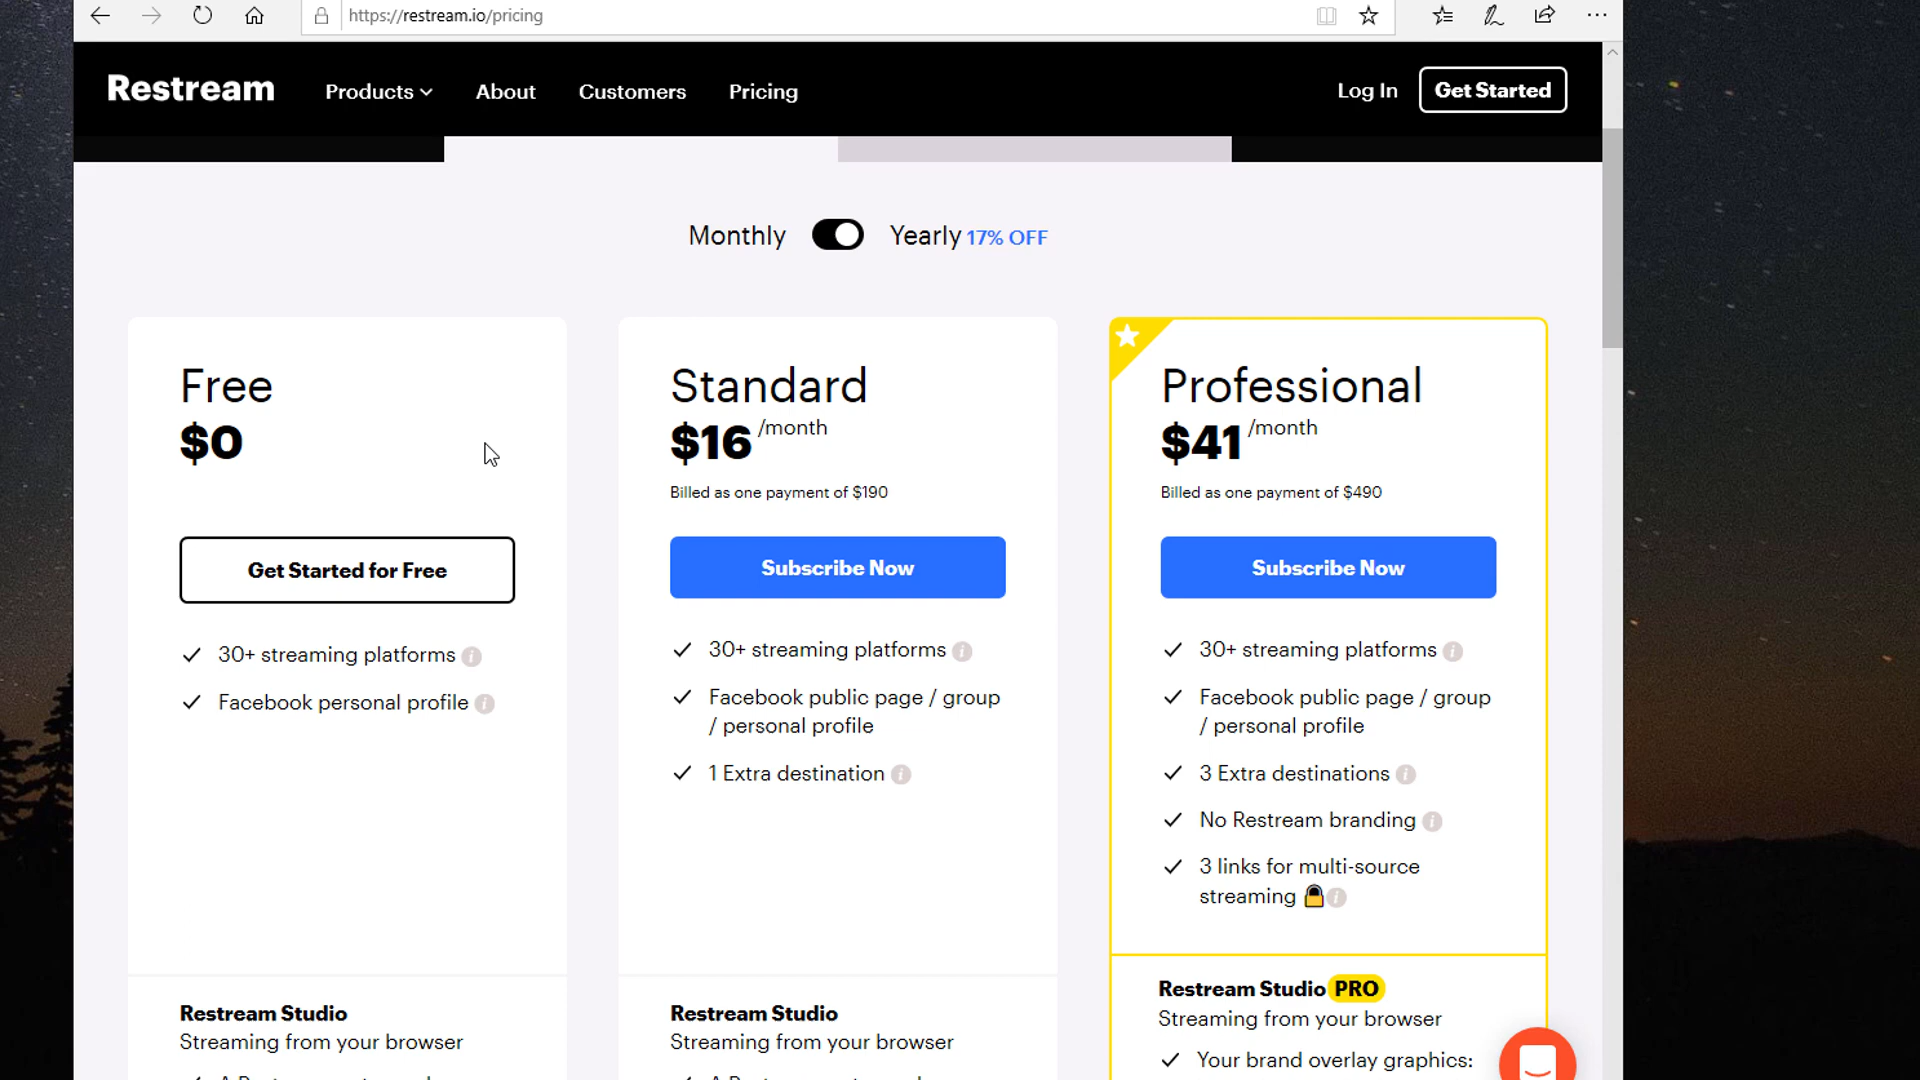 https://restream.io/pricing
Restream Products About Customers Pricing Log In Get Started
Monthly Yearly 17% OFF
Free
$0
Get Started for Free
30+ streaming platforms
Facebook personal profile
Restream Studio
Streaming from your browser
Standard
$16 /month
Billed as one payment of $190
Subscribe Now
30+ streaming platforms
Facebook public page / group
/ personal profile
1 Extra destination
Restream Studio
Streaming from your browser
Professional
$41 /month
Billed as one payment of $490
Subscribe Now
30+ streaming platforms
Facebook public page / group
/ personal profile
3 Extra destinations
No Restream branding
3 links for multi-source
streaming
Restream Studio PRO
Streaming from your browser
Your brand overlay graphics: